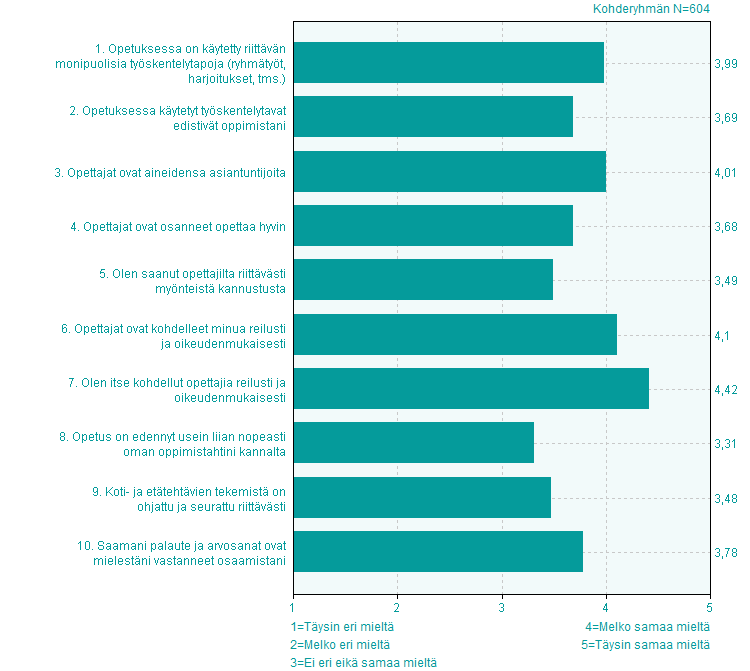 Kohderyhmän N=604
1. Opetuksessa on käytetty riittävän
monipuolisia työskentelytapoja (ryhmätyöt,
harjoitukset, tms.)
3,99
2. Opetuksessa käytetyt työskentelytavat
edistivät oppimistani
3,69
3. Opettajat ovat aineidensa asiantuntijoita
4,01
4. Opettajat ovat osanneet opettaa hyvin
3,68
5. Olen saanut opettajilta riittävästi
myönteistä kannustusta
3,49
6. Opettajat ovat kohdelleet minua reilusti
ja oikeudenmukaisesti
4,1
7. Olen itse kohdellut opettajia reilusti ja
oikeudenmukaisesti
4,42
8. Opetus on edennyt usein liian nopeasti
oman oppimistahtini kannalta
3,31
9. Koti- ja etätehtävien tekemistä on
ohjattu ja seurattu riittävästi
3,48
10. Saamani palaute ja arvosanat ovat
mielestäni vastanneet osaamistani
3,78
1 2 3 4 5
1=Täysin eri mieltä
2=Melko eri mieltä
3=Ei eri eikä samaa mieltä
4=Melko samaa mieltä
5=Täysin samaa mieltä